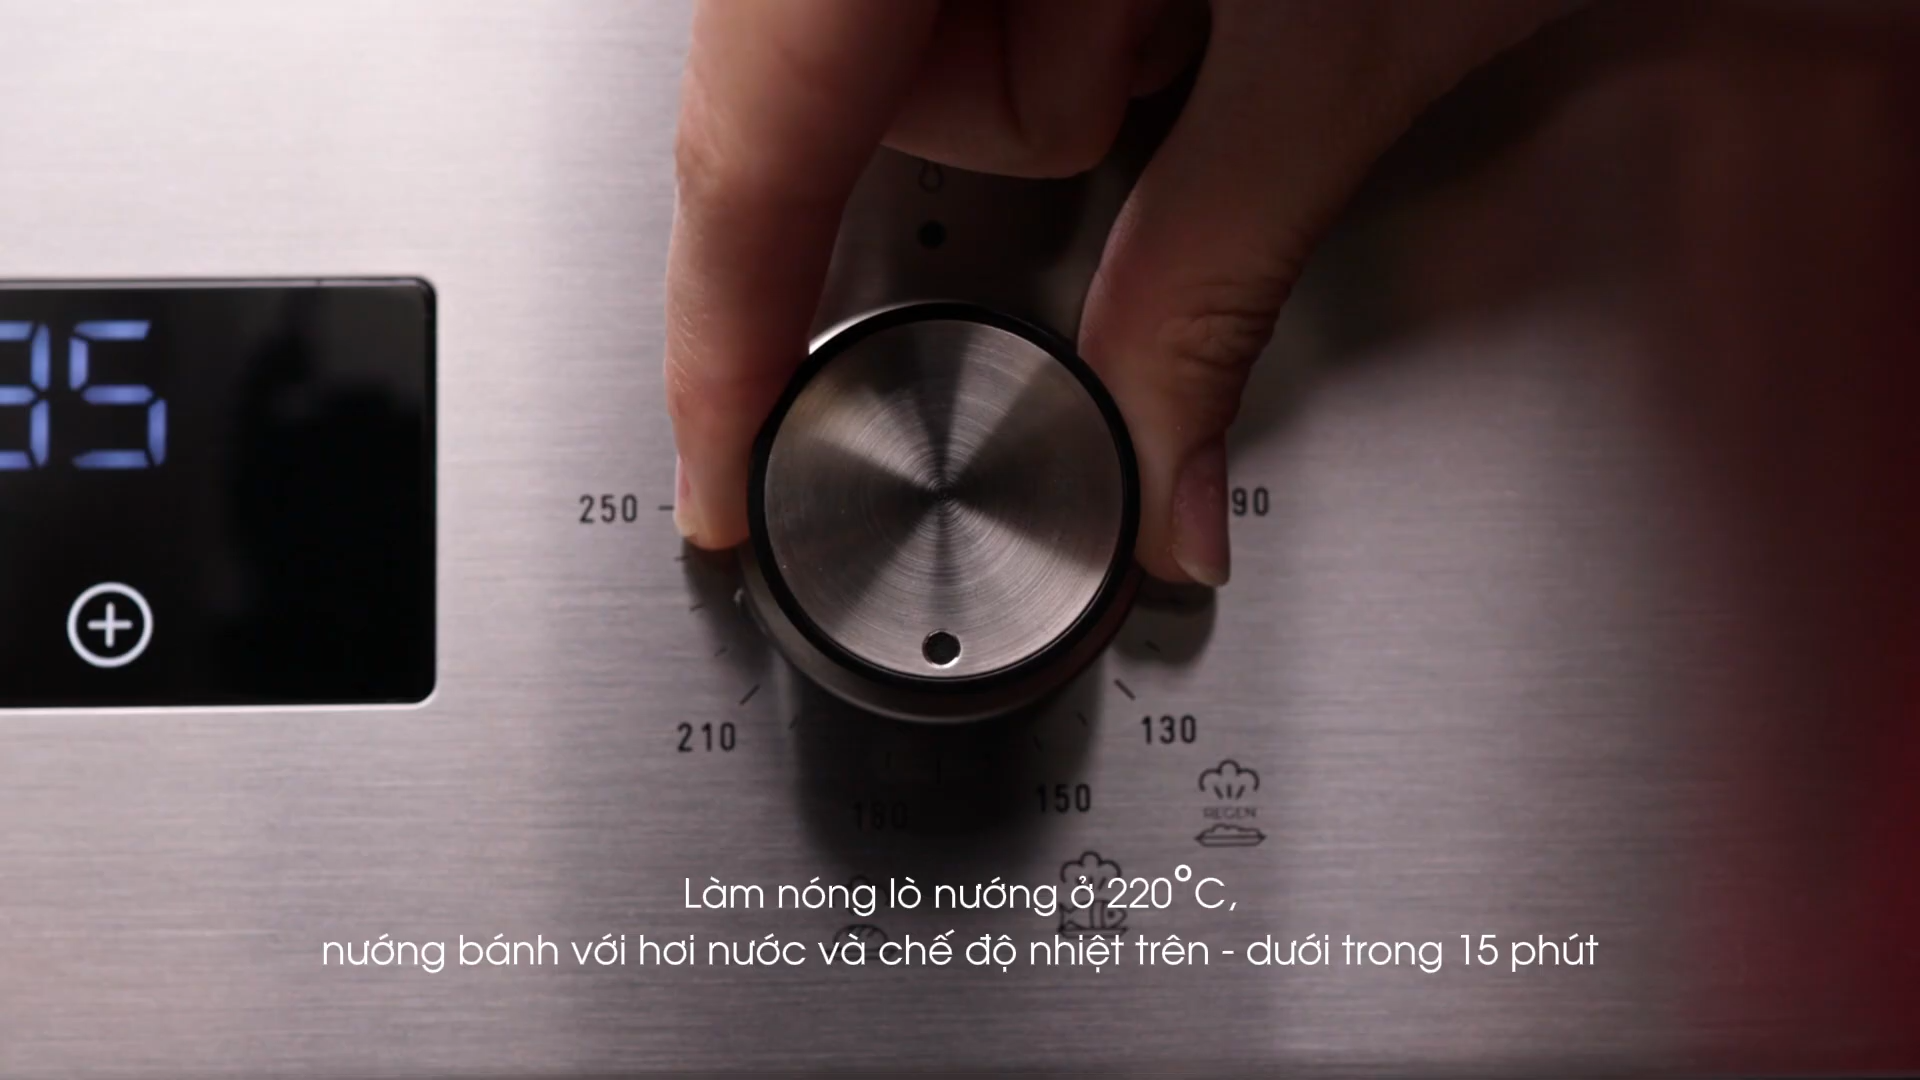 35
250
90
210
130
180
150
REGEN
Làm nóng lò nướng ở 220°C,
nướng bánh với hơi nước và chế độ nhiệt trên - dưới trong 15 phút